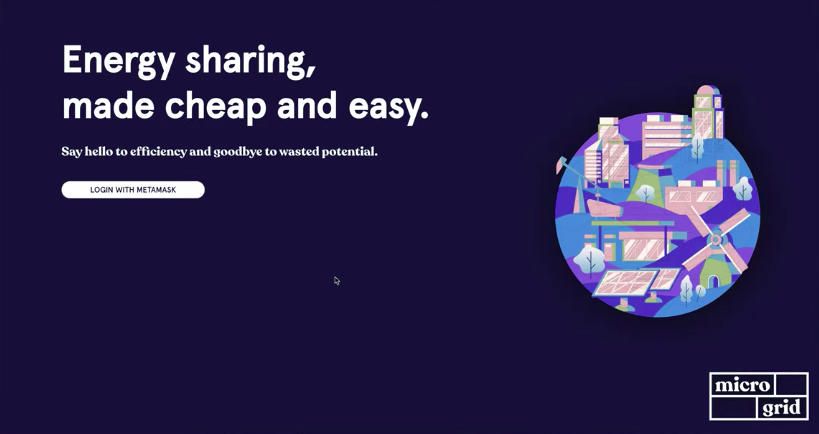 Energy sharing,
made cheap and easy.
Say hello to efficiency and goodbye to wasted potential.
LOGIN WITH METAMASK
micro
grid